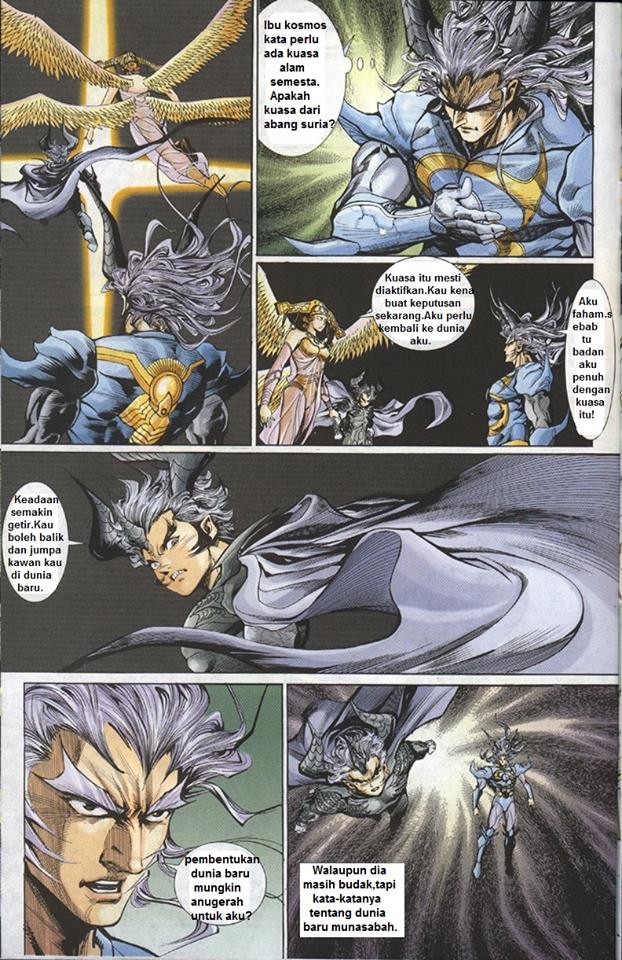 Ibu kosmos
kata perlu
ada kuasa
alam
semesta.
Apakah
kuasa dari
abang suria?
Kuasa itu mesti
diaktifkan.Kau kena
buat keputusan
sekarang.Aku perlu
kembali ke dunia
aku.
Aku
faham.s
ebab
tu
badan
aku
penuh
dengan
kuasa
itu!
Keadaan
semakin
getir.Kau
boleh balik
dan jumpa
kawan kau
di dunia
baru.
pembentukan
dunia baru
mungkin
anugerah
untuk aku?
Walaupun dia
masih budak,tapi
kata-katanya
tentang dunia
baru munasabah.